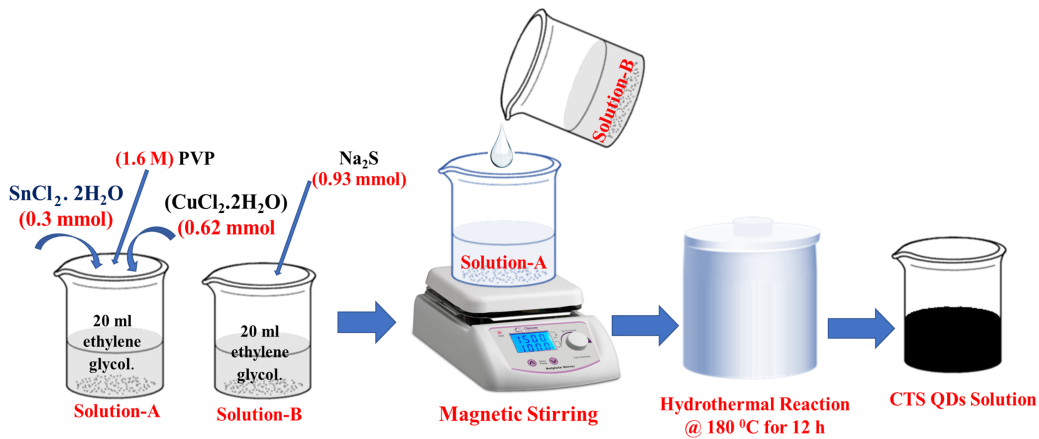 (1.6 M) PVP
SnCl₂. 2H₂O
(0.3 mmol)
(CuCl₂.2H₂O)
(0.62 mmol
20 ml
ethylene
glycol.
Solution-A
Na₂S
(0.93 mmol)
20 ml
ethylene
glycol.
Solution-B
Solution-B
Solution-A
1500
1000
Magnetic Stirring
Hydrothermal Reaction
@ 180 ⁰C for 12 h
CTS QDs Solution